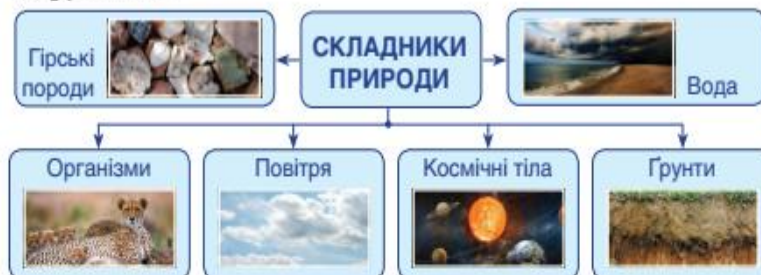 СКЛАДНИКИ
ПРИРОДИ
Гірські
породи
Вода
Організми
Повітря
Космічні тіла
Ґрунти